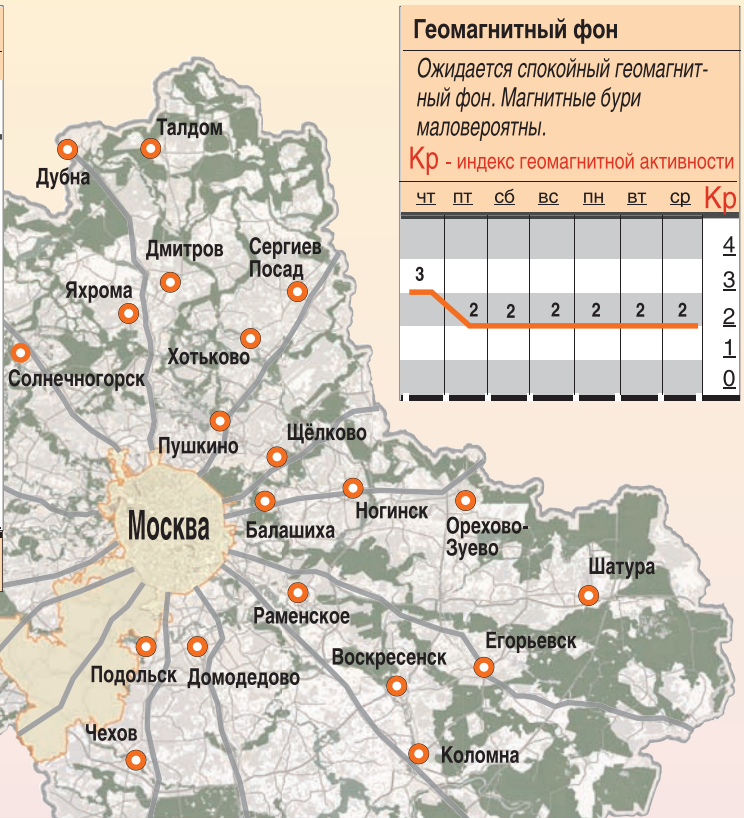 Геомагнитный фон
Ожидается спокойный геомагнит-
ный фон. Магнитные бури
маловероятны.
Кр - индекс геомагнитной активности
чт пт сб вс пн вт ср Кр
4
3 3
2 2 2 2 2 2 2
1
0
Талдом
Дубна
Дмитров
Сергиев
Посад
Яхрома
Хотьково
Солнечногорск
Пушкино
Щёлково
Ногинск
Москва
Балашиха
Орехово-
Зуево
Шатура
Раменское
Егорьевск
Воскресенск
Подольск
Домодедово
Чехов
Коломна